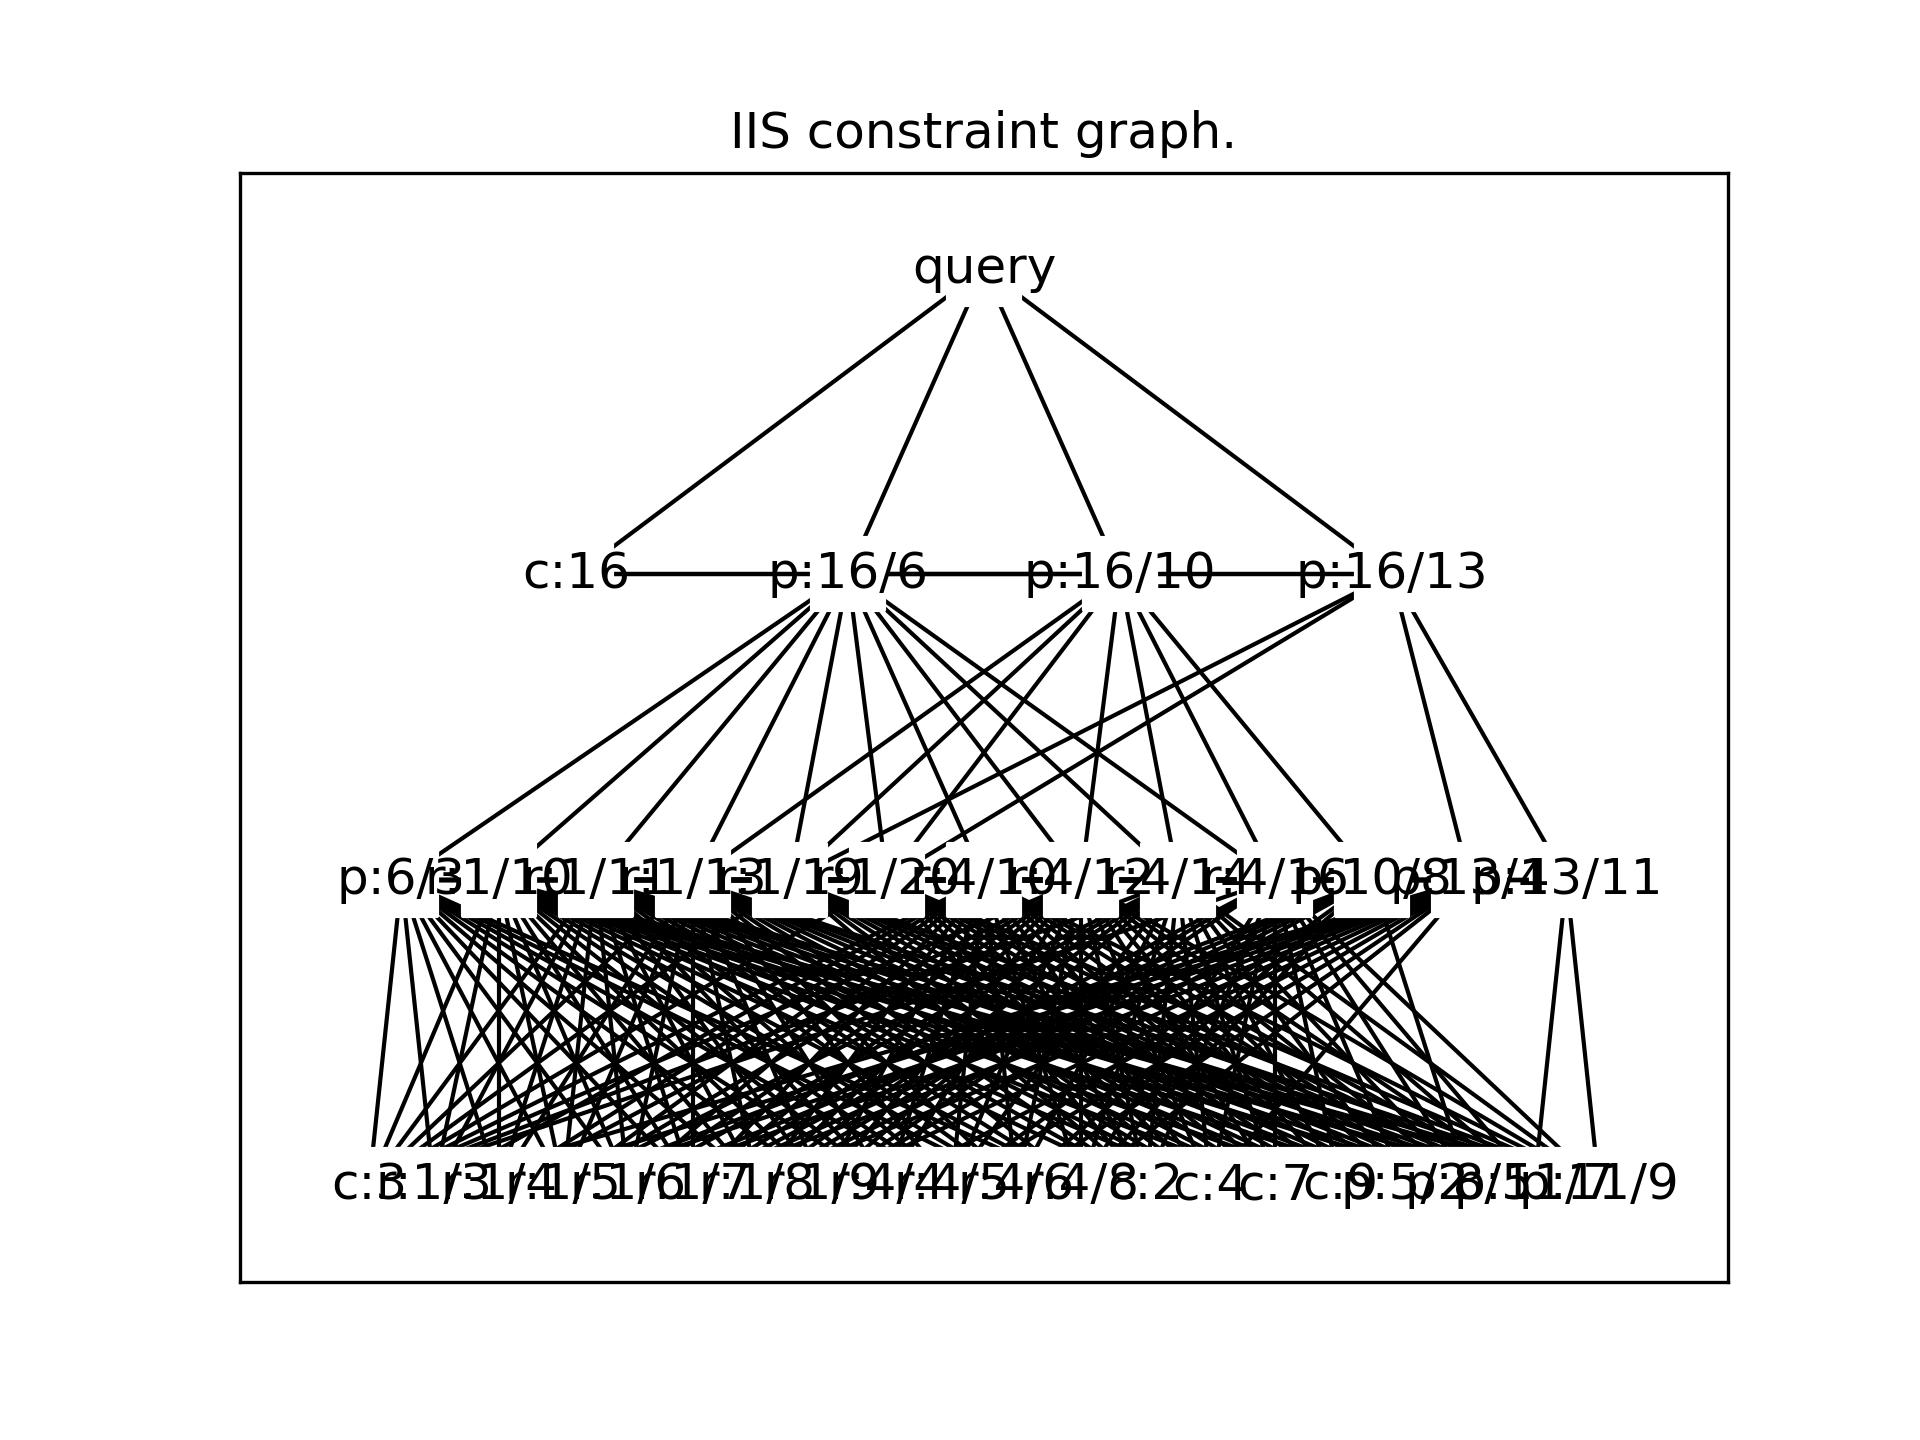 IIS constraint graph.
query
c:16 p:16/6 p:16/10 p:16/13
p:6/3 r:1/10 r:1/11 r:1/13 r:1/19 r:1/20 r:4/10 r:4/12 r:4/14 r:4/16 p:10/8 p:13/4 p:13/11
c:3 r:1/3 r:1/4 r:1/5 r:1/6 r:1/7 r:1/8 r:1/9 r:4/4 r:4/5 r:4/6 r:4/8 c:2 c:4 c:7 c:9 p:5/2 p:8/5 p:11/7 p:11/9